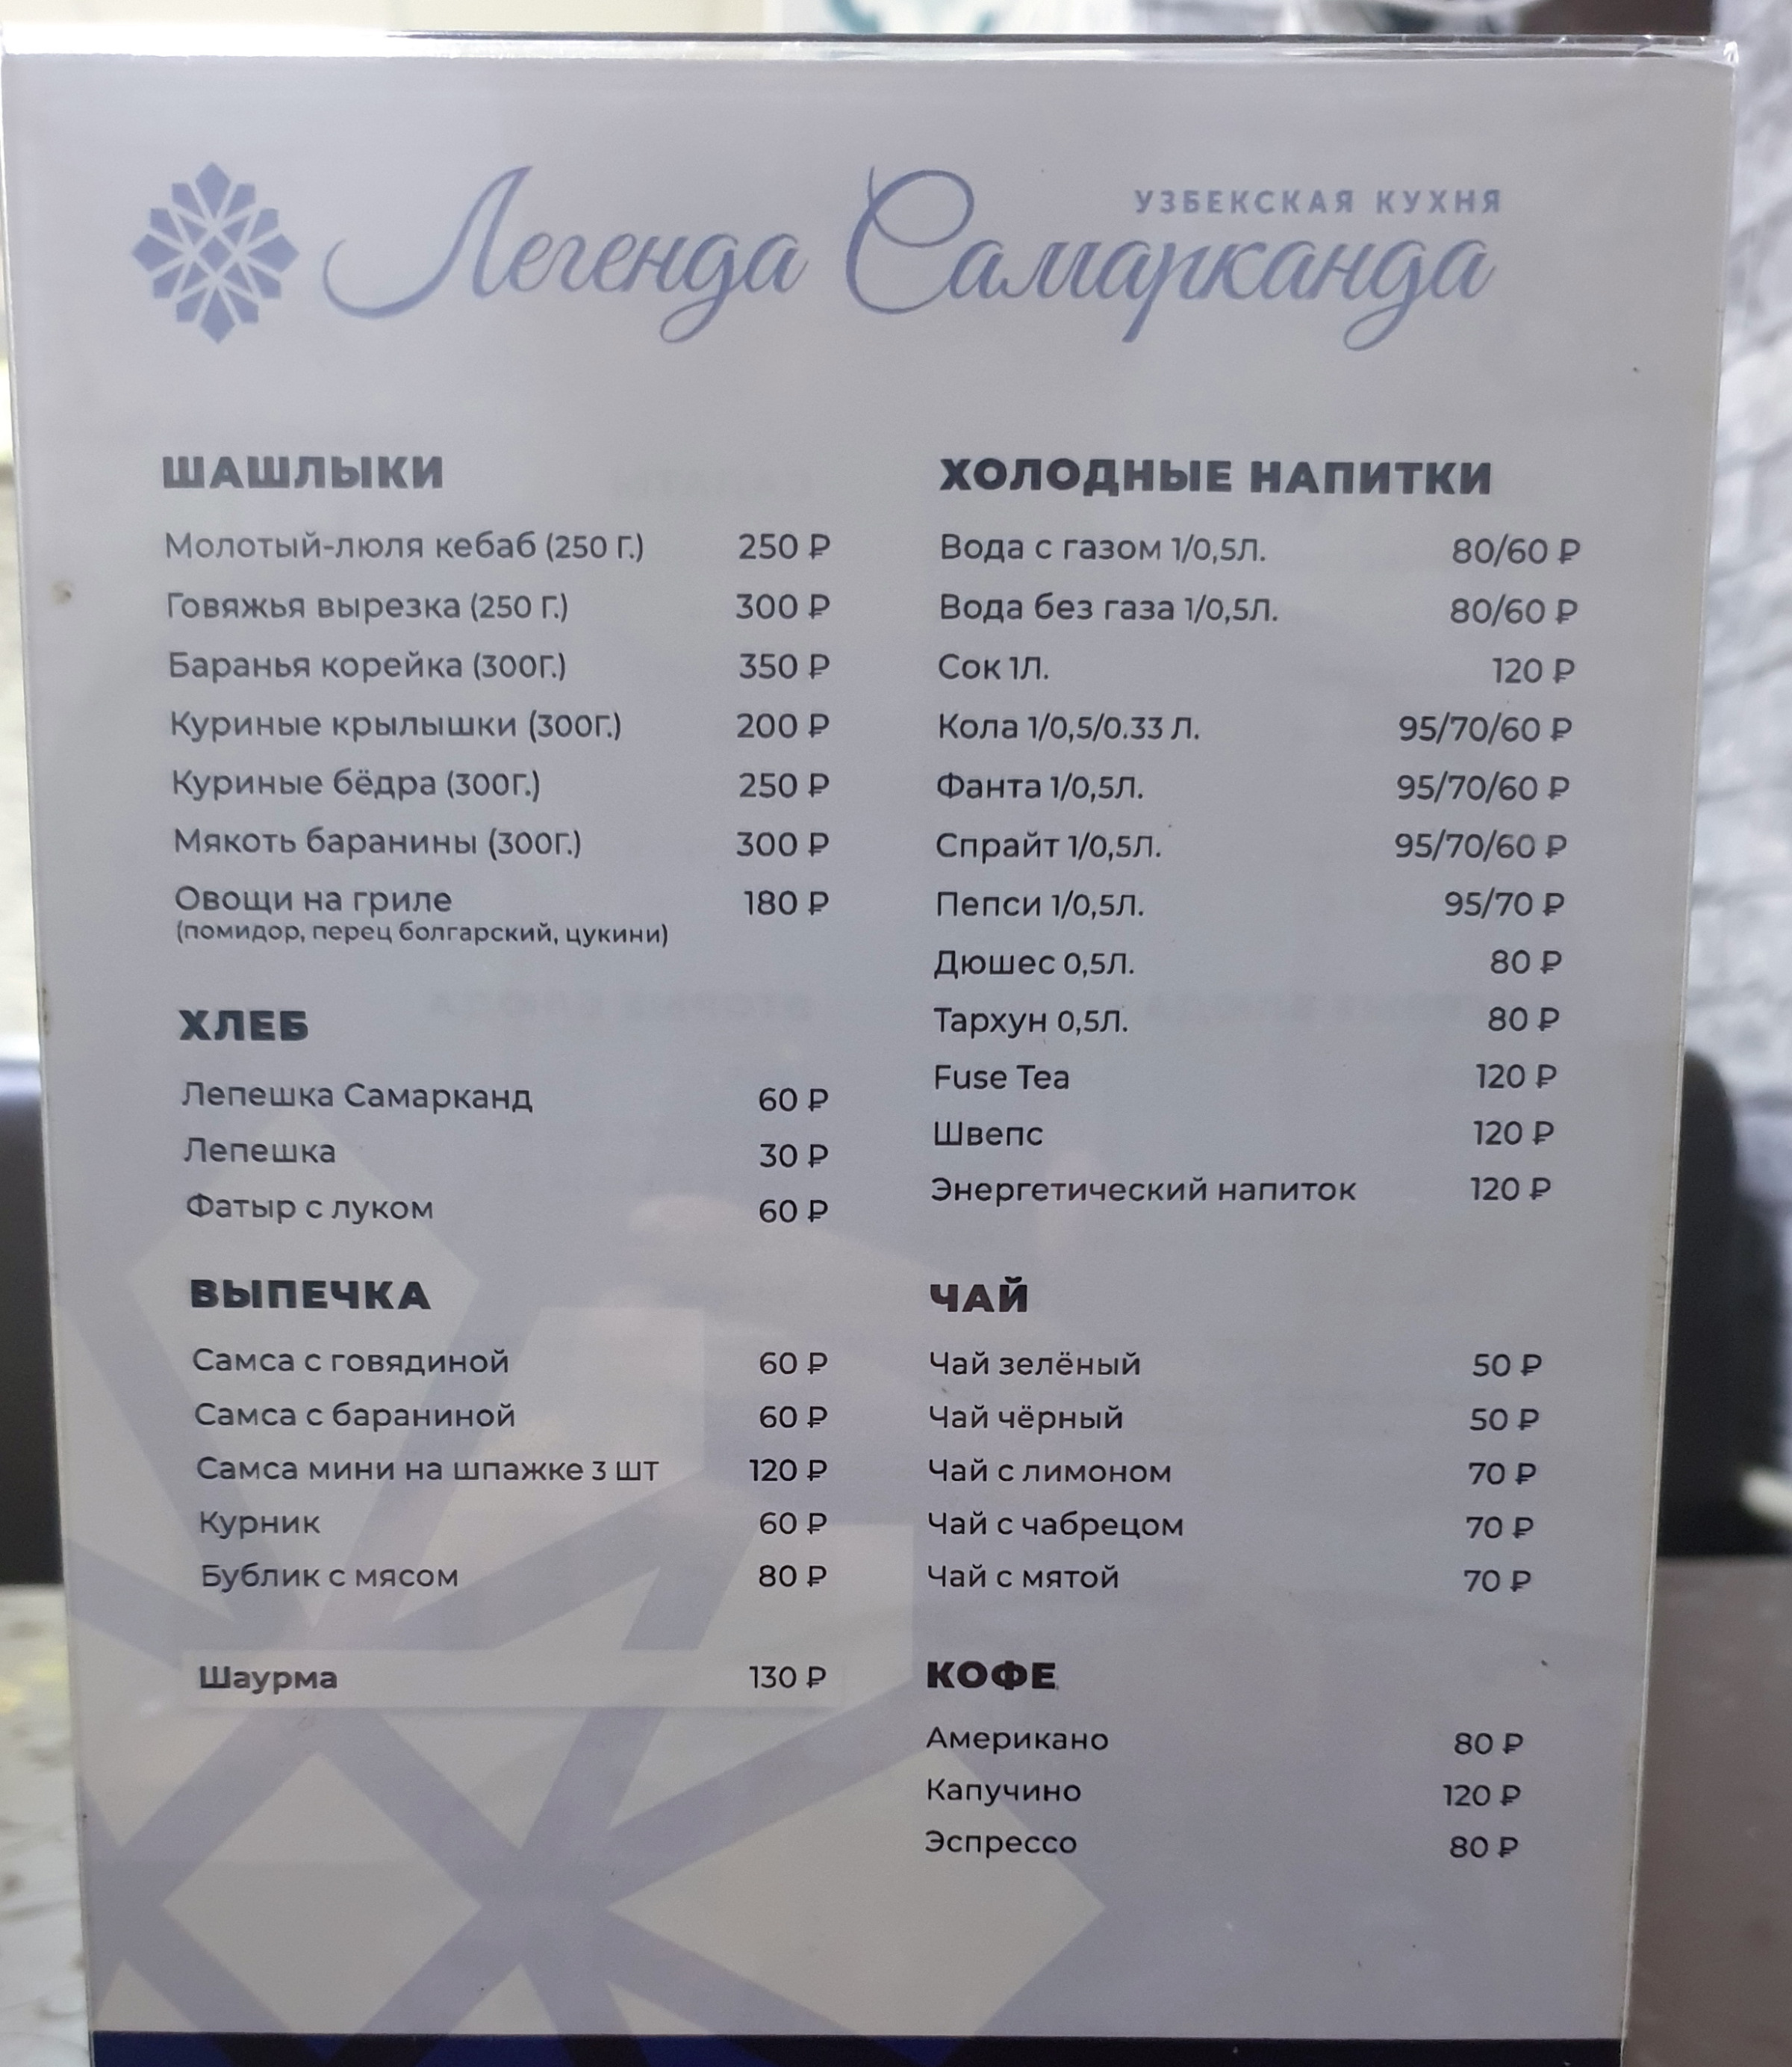 УЗБЕКСКАЯ КУХНЯ
Легенда Самарканда
ШАШЛЫКИ
Молотый-люля кебаб (250 Г.) 250 ₽
Говяжья вырезка (250 Г.) 300 ₽
Баранья корейка (300Г.) 350 ₽
Куриные крылышки (300Г.) 200 ₽
Куриные бёдра (300Г.) 250 ₽
Мякоть баранины (300Г.) 300 ₽
Овощи на гриле 180 ₽
(помидор, перец болгарский, цукини)
ХЛЕБ
Лепешка Самарканд 60 ₽
Лепешка 30 ₽
Фатыр с луком 60 ₽
ВЫПЕЧКА
Самса с говядиной 60 ₽
Самса с бараниной 60 ₽
Самса мини на шпажке 3 ШТ 120 ₽
Курник 60 ₽
Бублик с мясом 80 ₽
Шаурма 130 ₽
ХОЛОДНЫЕ НАПИТКИ
Вода с газом 1/0,5Л. 80/60 ₽
Вода без газа 1/0,5Л. 80/60 ₽
Сок 1Л. 120 ₽
Кола 1/0,5/0.33 Л. 95/70/60 ₽
Фанта 1/0,5Л. 95/70/60 ₽
Спрайт 1/0,5Л. 95/70/60 ₽
Пепси 1/0,5Л. 95/70 ₽
Дюшес 0,5Л. 80 ₽
Тархун 0,5Л. 80 ₽
Fuse Tea 120 ₽
Швепс 120 ₽
Энергетический напиток 120 ₽
ЧАЙ
Чай зелёный 50 ₽
Чай чёрный 50 ₽
Чай с лимоном 70 ₽
Чай с чабрецом 70 ₽
Чай с мятой 70 ₽
КОФЕ
Американо 80 ₽
Капучино 120 ₽
Эспрессо 80 ₽